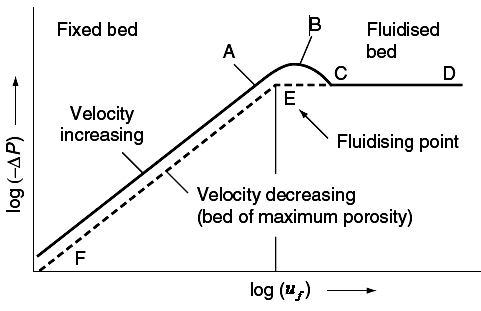 Fixed bed
B
Fluidised
bed
A
C
D
E
Velocity
increasing
Fluidising point
Velocity decreasing
(bed of maximum porosity)
F
log (−ΔP)
log (u_f)